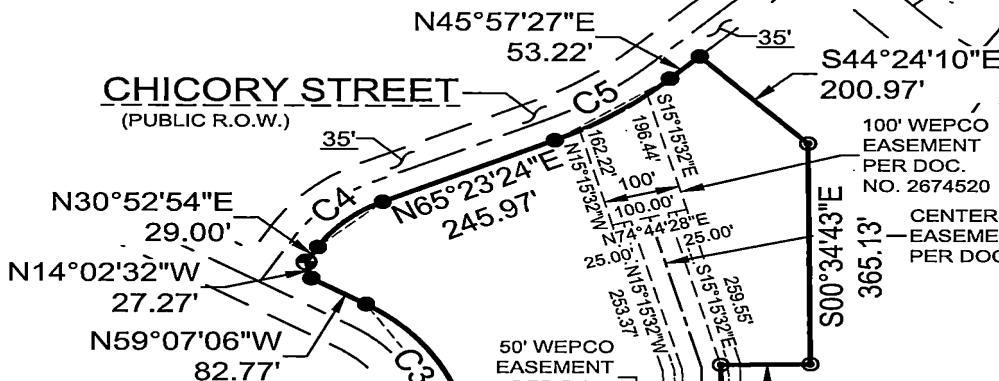 N45°57'27"E
53.22'
35'
S44°24'10"E
200.97'
CHICORY STREET
(PUBLIC R.O.W.)
C5
35'
S15°15'32"E
196.44'
162.22'
N15°15'32"W
100' WEPCO
EASEMENT
PER DOC.
NO. 2674520
N30°52'54"E
29.00'
C4
N65°23'24"E
245.97'
100'
100.00'
N74°44'28"E
25.00'
25.00'
CENTER
EASEME
PER DOC
S00°34'43"E
365.13'
N14°02'32"W
27.27'
N15°15'32"W
253.37'
S15°15'32"E
259.55'
N59°07'06"W
82.77'
C3
50' WEPCO
EASEMENT